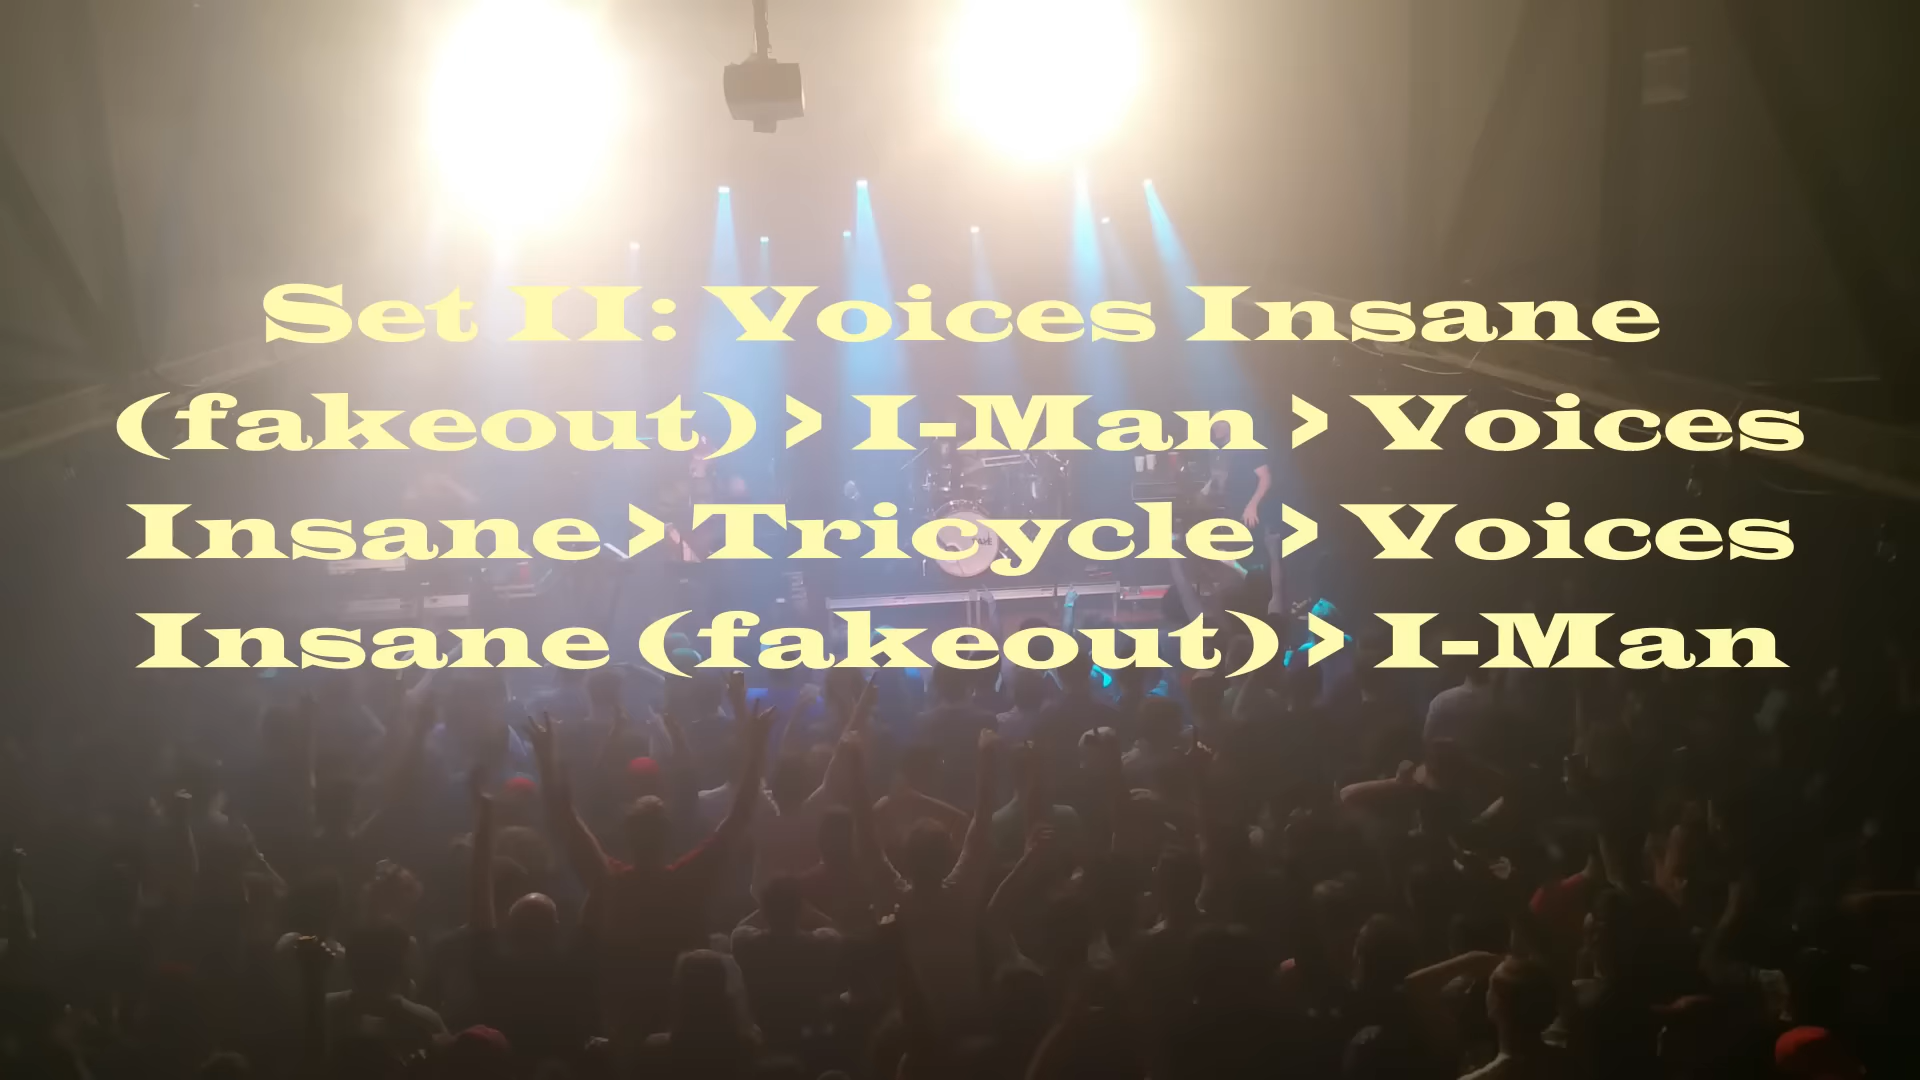 Set II: Voices Insane
(fakeout) > I-Man > Voices
Insane > Tricycle > Voices
Insane (fakeout) > I-Man